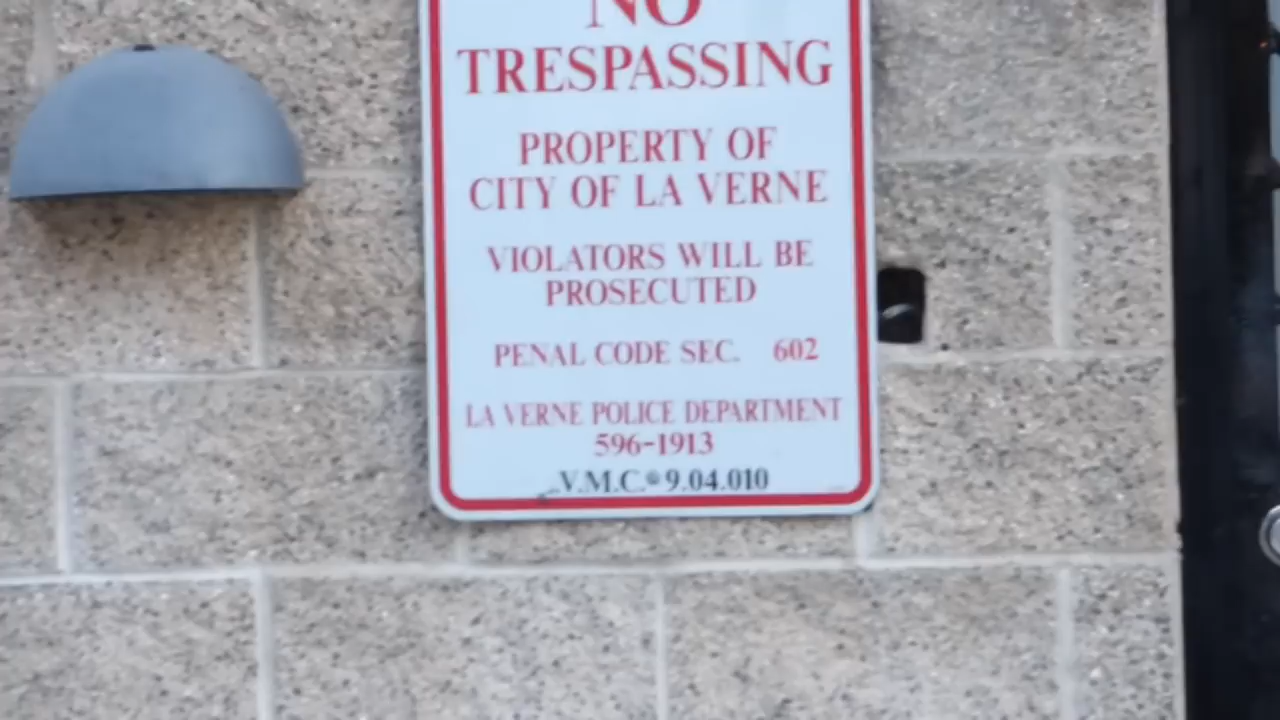 NO
TRESPASSING
PROPERTY OF
CITY OF LA VERNE
VIOLATORS WILL BE
PROSECUTED
PENAL CODE SEC. 602
LA VERNE POLICE DEPARTMENT
596-1913
V.M.C. 9.04.010